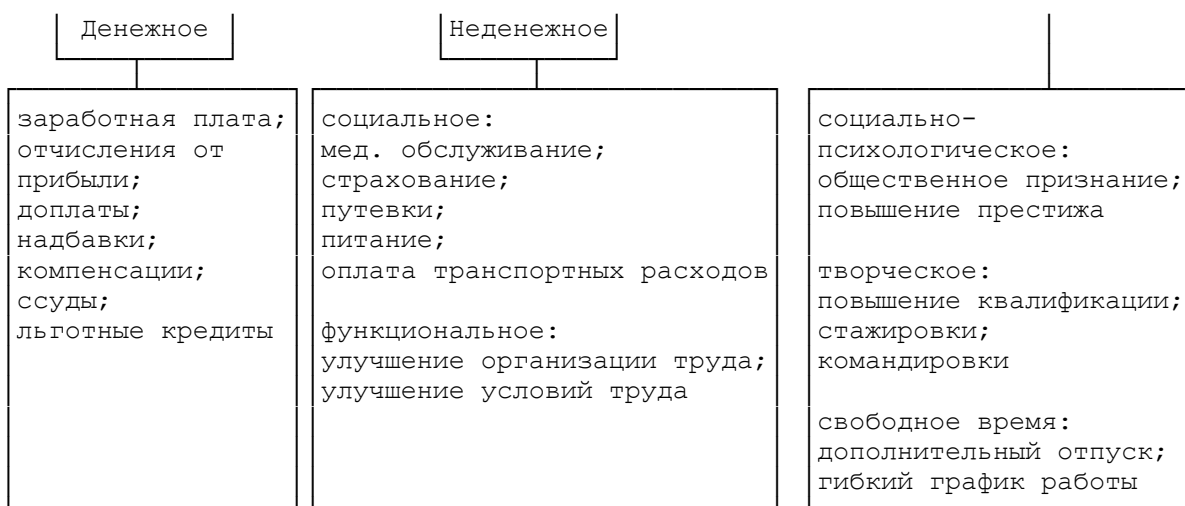 Денежное
Неденежное
заработная плата;
отчисления от
прибыли;
доплаты;
надбавки;
компенсации;
ссуды;
льготные кредиты
социальное:
мед. обслуживание;
страхование;
путевки;
питание;
оплата транспортных расходов
функциональное:
улучшение организации труда;
улучшение условий труда
социально-
психологическое:
общественное признание;
повышение престижа
творческое:
повышение квалификации;
стажировки;
командировки
свободное время:
дополнительный отпуск;
гибкий график работы